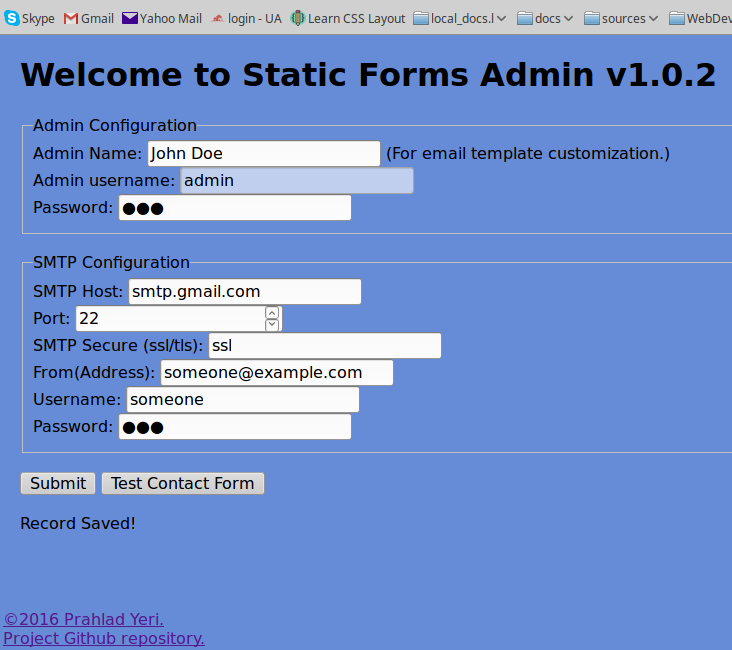 Skype Gmail Yahoo Mail login - UA Learn CSS Layout local_docs.l docs sources WebDev
Welcome to Static Forms Admin v1.0.2
Admin Configuration
Admin Name: John Doe (For email template customization.)
Admin username: admin
Password: ●●●
SMTP Configuration
SMTP Host: smtp.gmail.com
Port: 22
SMTP Secure (ssl/tls): ssl
From(Address): someone@example.com
Username: someone
Password: ●●●
Submit Test Contact Form
Record Saved!
©2016 Prahlad Yeri.
Project Github repository.